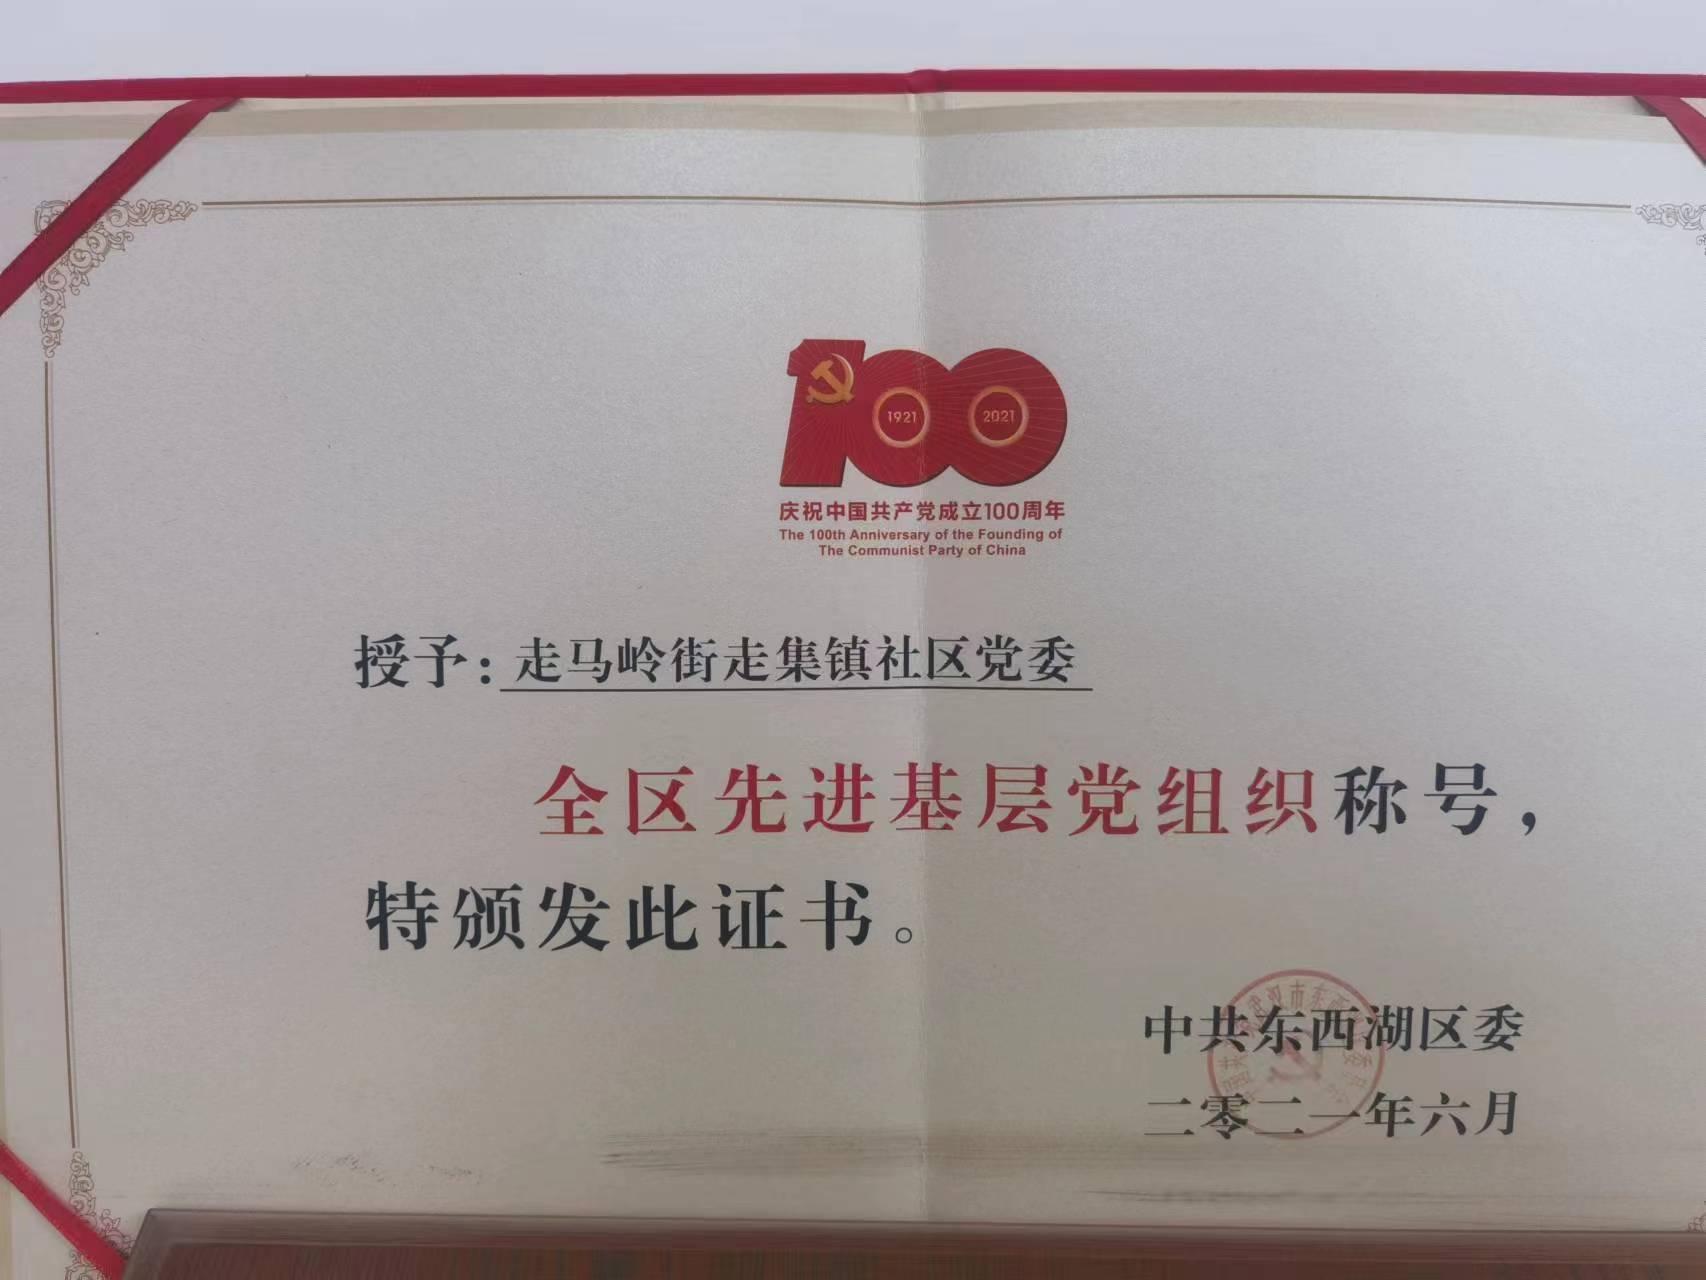 1921 2021
庆祝中国共产党成立100周年
The 100th Anniversary of the Founding of
The Communist Party of China
授予：走马岭街走集镇社区党委
全区先进基层党组织称号，
特颁发此证书。
中共东西湖区委
二零二一年六月